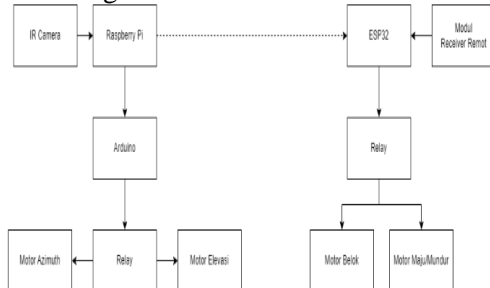 IR Camera
Raspberry Pi
ESP32
Modul
Receiver Remot
Arduino
Relay
Motor Azimuth
Relay
Motor Elevasi
Motor Belok
Motor Maju/Mundur